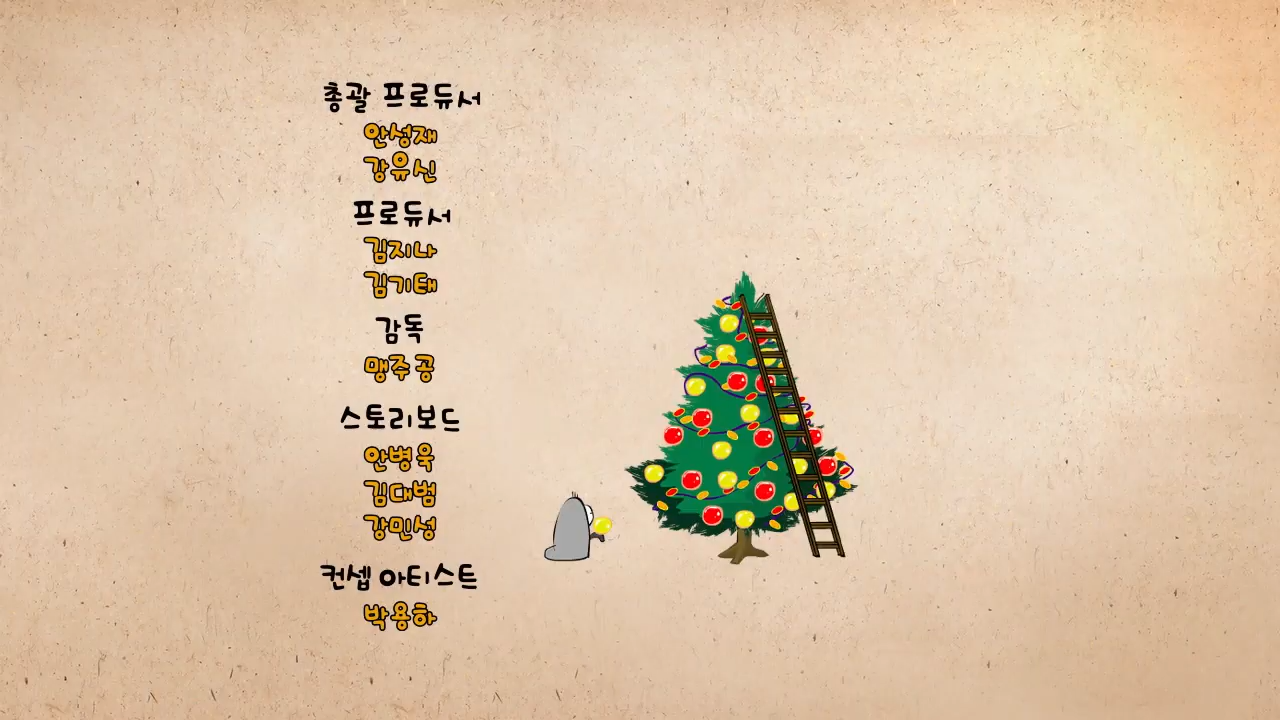 총괄 프로듀서
안성재
강유신
프로듀서
김지나
김기태
감독
맹주공
스토리보드
안병욱
김대범
강민성
컨셉 아티스트
박용하